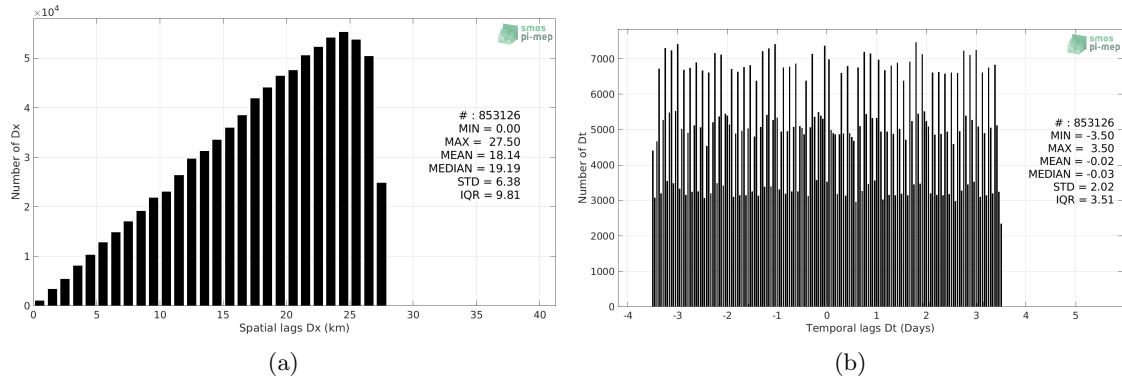 ×10⁴
smos
pi-mep
5
4
3
2
1
0
Number of Dx
# : 853126
MIN = 0.00
MAX = 27.50
MEAN = 18.14
MEDIAN = 19.19
STD = 6.38
IQR = 9.81
0 5 10 15 20 25 30 35 40
Spatial lags Dx (km)
(a)
smos
pi-mep
7000
6000
5000
4000
3000
2000
1000
0
Number of Dt
# : 853126
MIN = -3.50
MAX = 3.50
MEAN = -0.02
MEDIAN = -0.03
STD = 2.02
IQR = 3.51
-4 -3 -2 -1 0 1 2 3 4 5
Temporal lags Dt (Days)
(b)